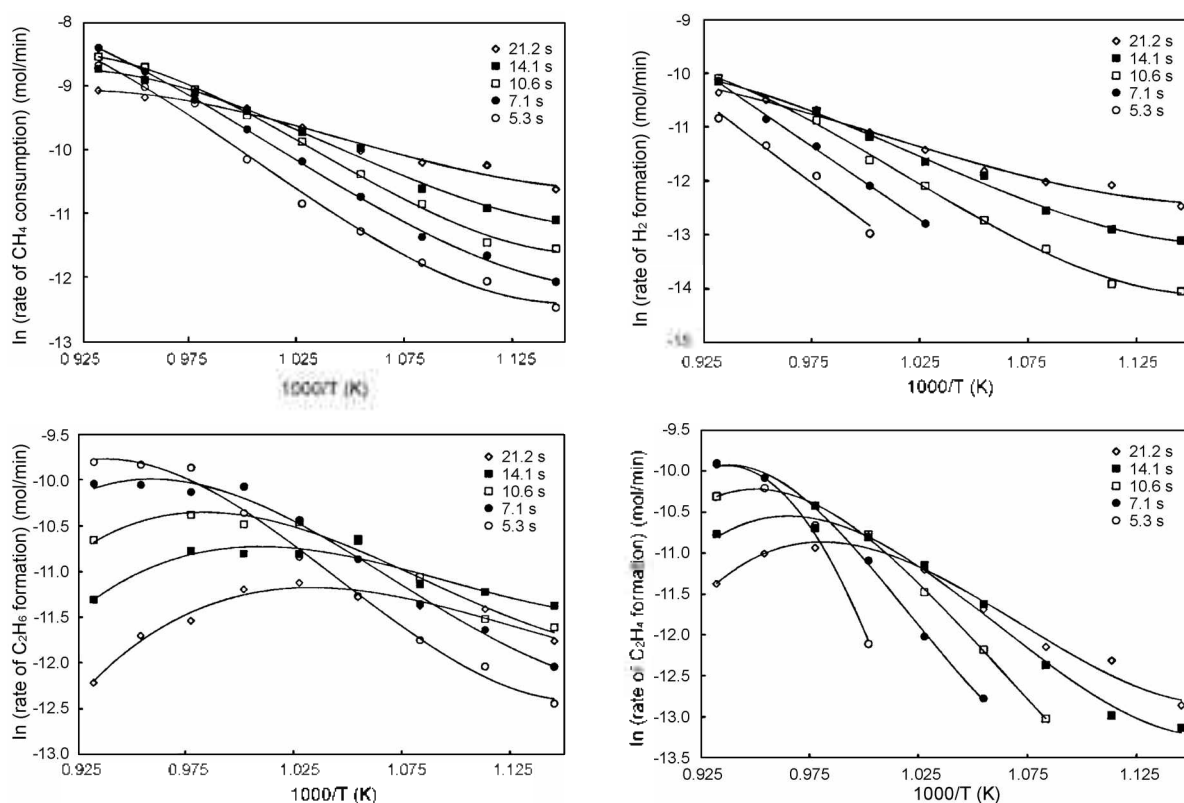 ln (rate of CH4 consumption) (mol/min)
-8
-9
-10
-11
-12
-13
0.925
0.975
1.025
1.075
1.125
1000/T (K)
21.2 s
14.1 s
10.6 s
7.1 s
5.3 s
ln (rate of H2 formation) (mol/min)
-9
-10
-11
-12
-13
-14
-15
0.925
0.975
1.025
1.075
1.125
1000/T (K)
21.2 s
14.1 s
10.6 s
7.1 s
5.3 s
ln (rate of C2H6 formation) (mol/min)
-9.5
-10.0
-10.5
-11.0
-11.5
-12.0
-12.5
-13.0
0.925
0.975
1.025
1.075
1.125
1000/T (K)
21.2 s
14.1 s
10.6 s
7.1 s
5.3 s
ln (rate of C2H4 formation) (mol/min)
-9.5
-10.0
-10.5
-11.0
-11.5
-12.0
-12.5
-13.0
-13.5
0.925
0.975
1.025
1.075
1.125
1000/T (K)
21.2 s
14.1 s
10.6 s
7.1 s
5.3 s